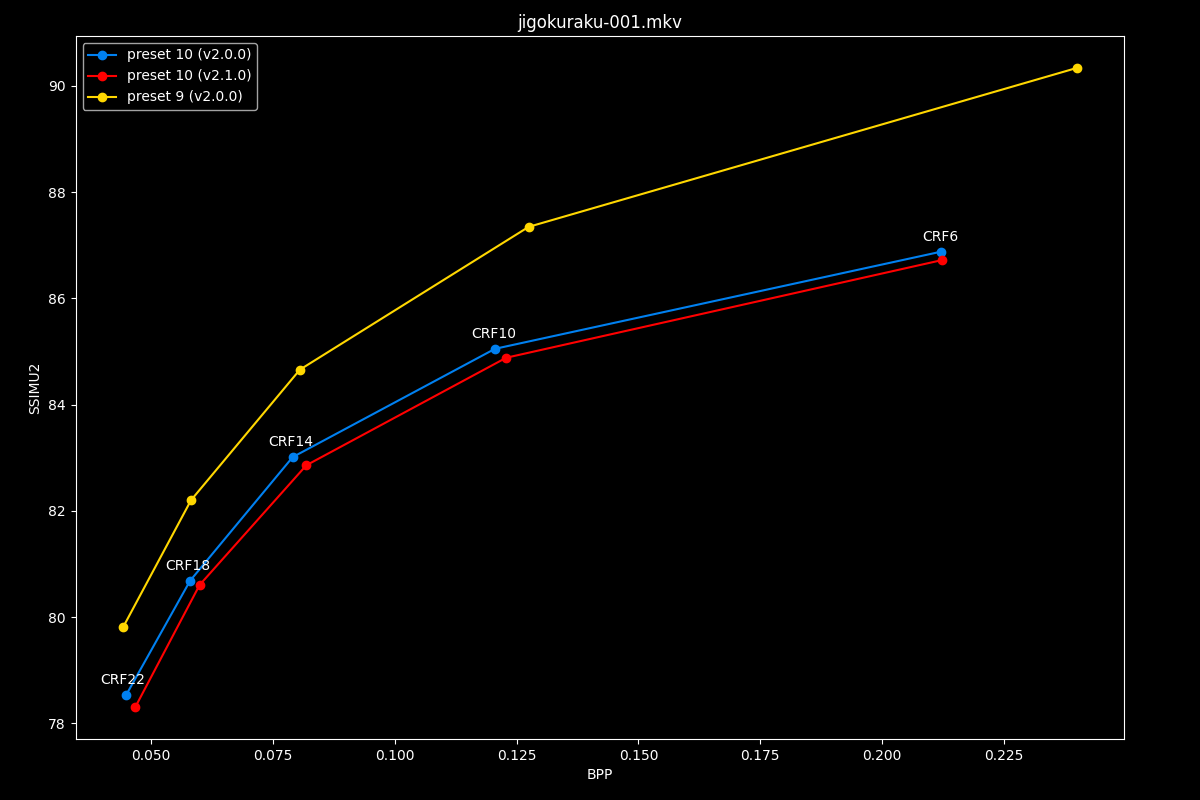 jigokuraku-001.mkv
preset 10 (v2.0.0)
preset 10 (v2.1.0)
preset 9 (v2.0.0)
90
88
86
84
82
80
78
SSIMU2
CRF6
CRF10
CRF14
CRF18
CRF22
0.050 0.075 0.100 0.125 0.150 0.175 0.200 0.225
BPP